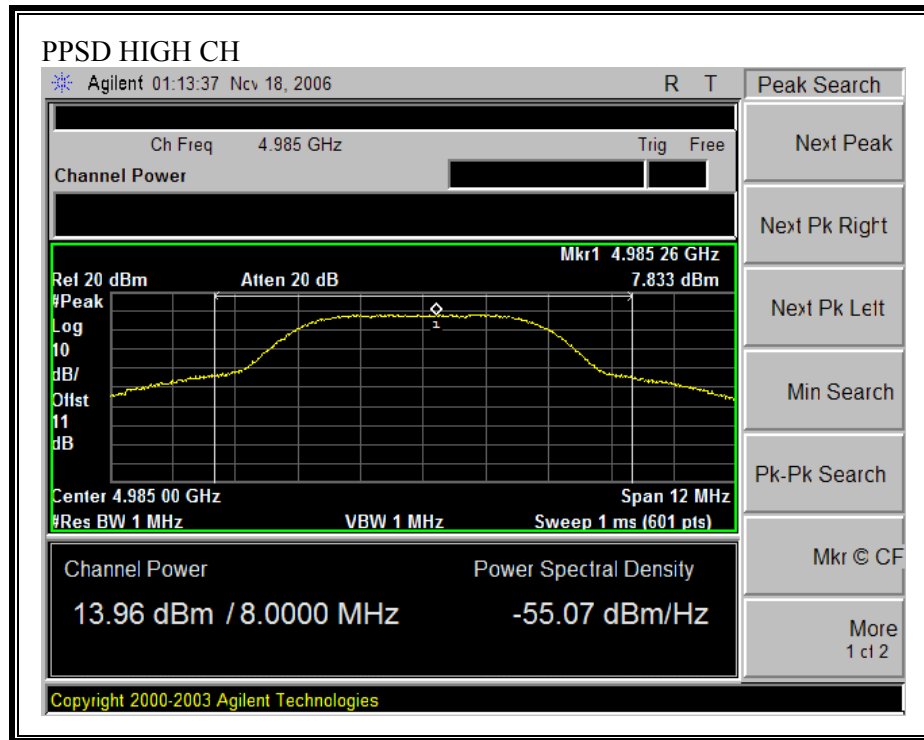 PPSD HIGH CH
Agilent 01:13:37 Nov 18, 2006 R T
Peak Search
Ch Freq 4.985 GHz Trig Free
Channel Power
Next Peak
Next Pk Right
Mkr1 4.985 26 GHz
Ref 20 dBm Atten 20 dB 7.833 dBm
#Peak
Log
10
dB/
Offst
11
dB
1
Next Pk Left
Min Search
Pk-Pk Search
Center 4.985 00 GHz Span 12 MHz
#Res BW 1 MHz VBW 1 MHz Sweep 1 ms (601 pts)
Mkr © CF
Channel Power Power Spectral Density
13.96 dBm / 8.0000 MHz -55.07 dBm/Hz
More
1 of 2
Copyright 2000-2003 Agilent Technologies